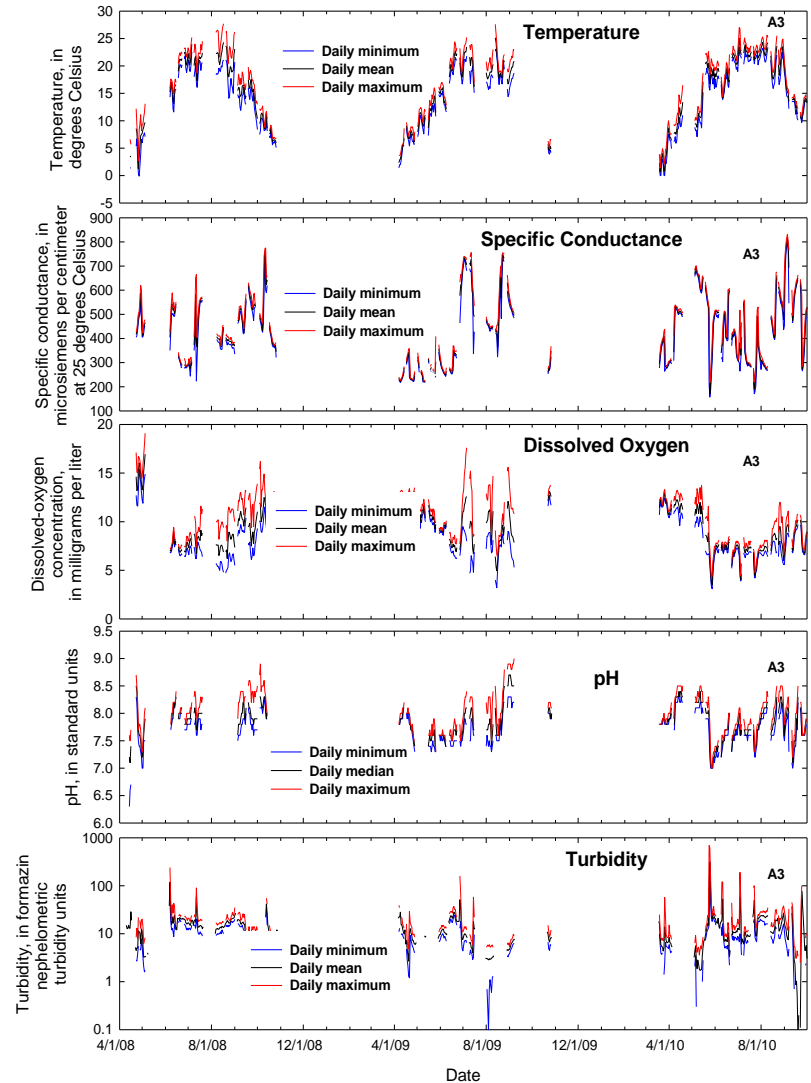 30
25
20
15
10
5
0
-5
Temperature, in
degrees Celsius
Temperature
A3
Daily minimum
Daily mean
Daily maximum
900
800
700
600
500
400
300
200
100
Specific conductance, in
microsiemens per centimeter
at 25 degrees Celsius
Specific Conductance
A3
Daily minimum
Daily mean
Daily maximum
20
15
10
5
0
Dissolved-oxygen
concentration,
in milligrams per liter
Dissolved Oxygen
A3
Daily minimum
Daily mean
Daily maximum
9.5
9.0
8.5
8.0
7.5
7.0
6.5
6.0
pH, in standard units
pH
A3
Daily minimum
Daily median
Daily maximum
1000
100
10
1
0.1
Turbidity, in formazin
nephelometric
turbidity units
Turbidity
A3
Daily minimum
Daily mean
Daily maximum
4/1/08 8/1/08 12/1/08 4/1/09 8/1/09 12/1/09 4/1/10 8/1/10
Date